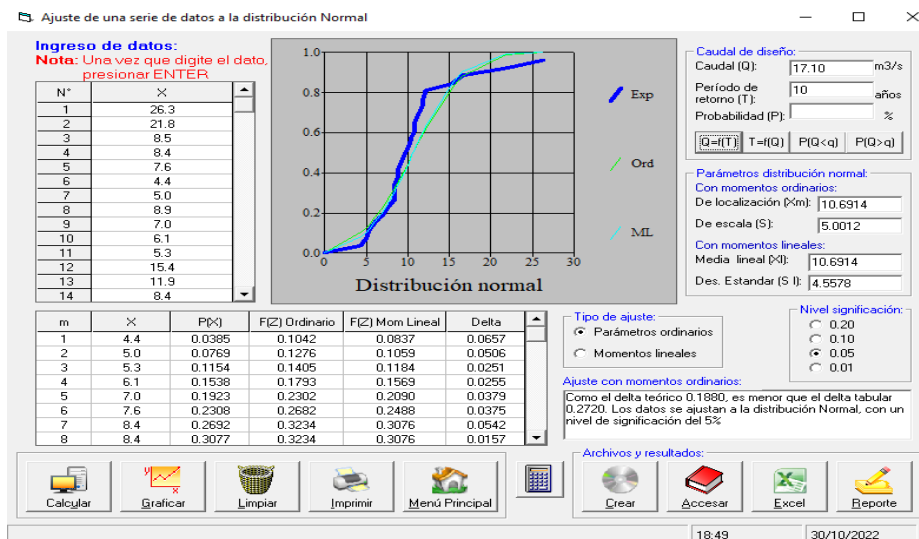 Ajuste de una serie de datos a la distribución Normal
Ingreso de datos:
Nota: Una vez que digite el dato,
presionar ENTER
N° X
1 26.3
2 21.8
3 8.5
4 8.4
5 7.6
6 4.4
7 5.0
8 8.9
9 7.0
10 6.1
11 5.3
12 15.4
13 11.9
14 8.4
1.0
0.8
0.6
0.4
0.2
0.0
0 5 10 15 20 25 30
Distribución normal
Exp
Ord
ML
Caudal de diseño:
Caudal (Q): 17.10 m3/s
Período de
retorno (T): 10 años
Probabilidad (P): %
Q=f(T) T=f(Q) P(Q<q) P(Q>q)
Parámetros distribución normal:
Con momentos ordinarios:
De localización (Xm): 10.6914
De escala (S): 5.0012
Con momentos lineales:
Media lineal (Xl): 10.6914
Des. Estandar (S l): 4.5578
m X P(X) F(Z) Ordinario F(Z) Mom Lineal Delta
1 4.4 0.0385 0.1042 0.0837 0.0657
2 5.0 0.0769 0.1276 0.1059 0.0506
3 5.3 0.1154 0.1405 0.1184 0.0251
4 6.1 0.1538 0.1793 0.1569 0.0255
5 7.0 0.1923 0.2302 0.2090 0.0379
6 7.6 0.2308 0.2682 0.2488 0.0375
7 8.4 0.2692 0.3234 0.3076 0.0542
8 8.4 0.3077 0.3234 0.3076 0.0157
Tipo de ajuste:
Parámetros ordinarios
Momentos lineales
Nivel significación:
0.20
0.10
0.05
0.01
Ajuste con momentos ordinarios:
Como el delta teórico 0.1880, es menor que el delta tabular
0.2720. Los datos se ajustan a la distribución Normal, con un
nivel de significación del 5%
Calcular
Graficar
Limpiar
Imprimir
Menú Principal
Archivos y resultados:
Crear
Accesar
Excel
Reporte
18:49 30/10/2022